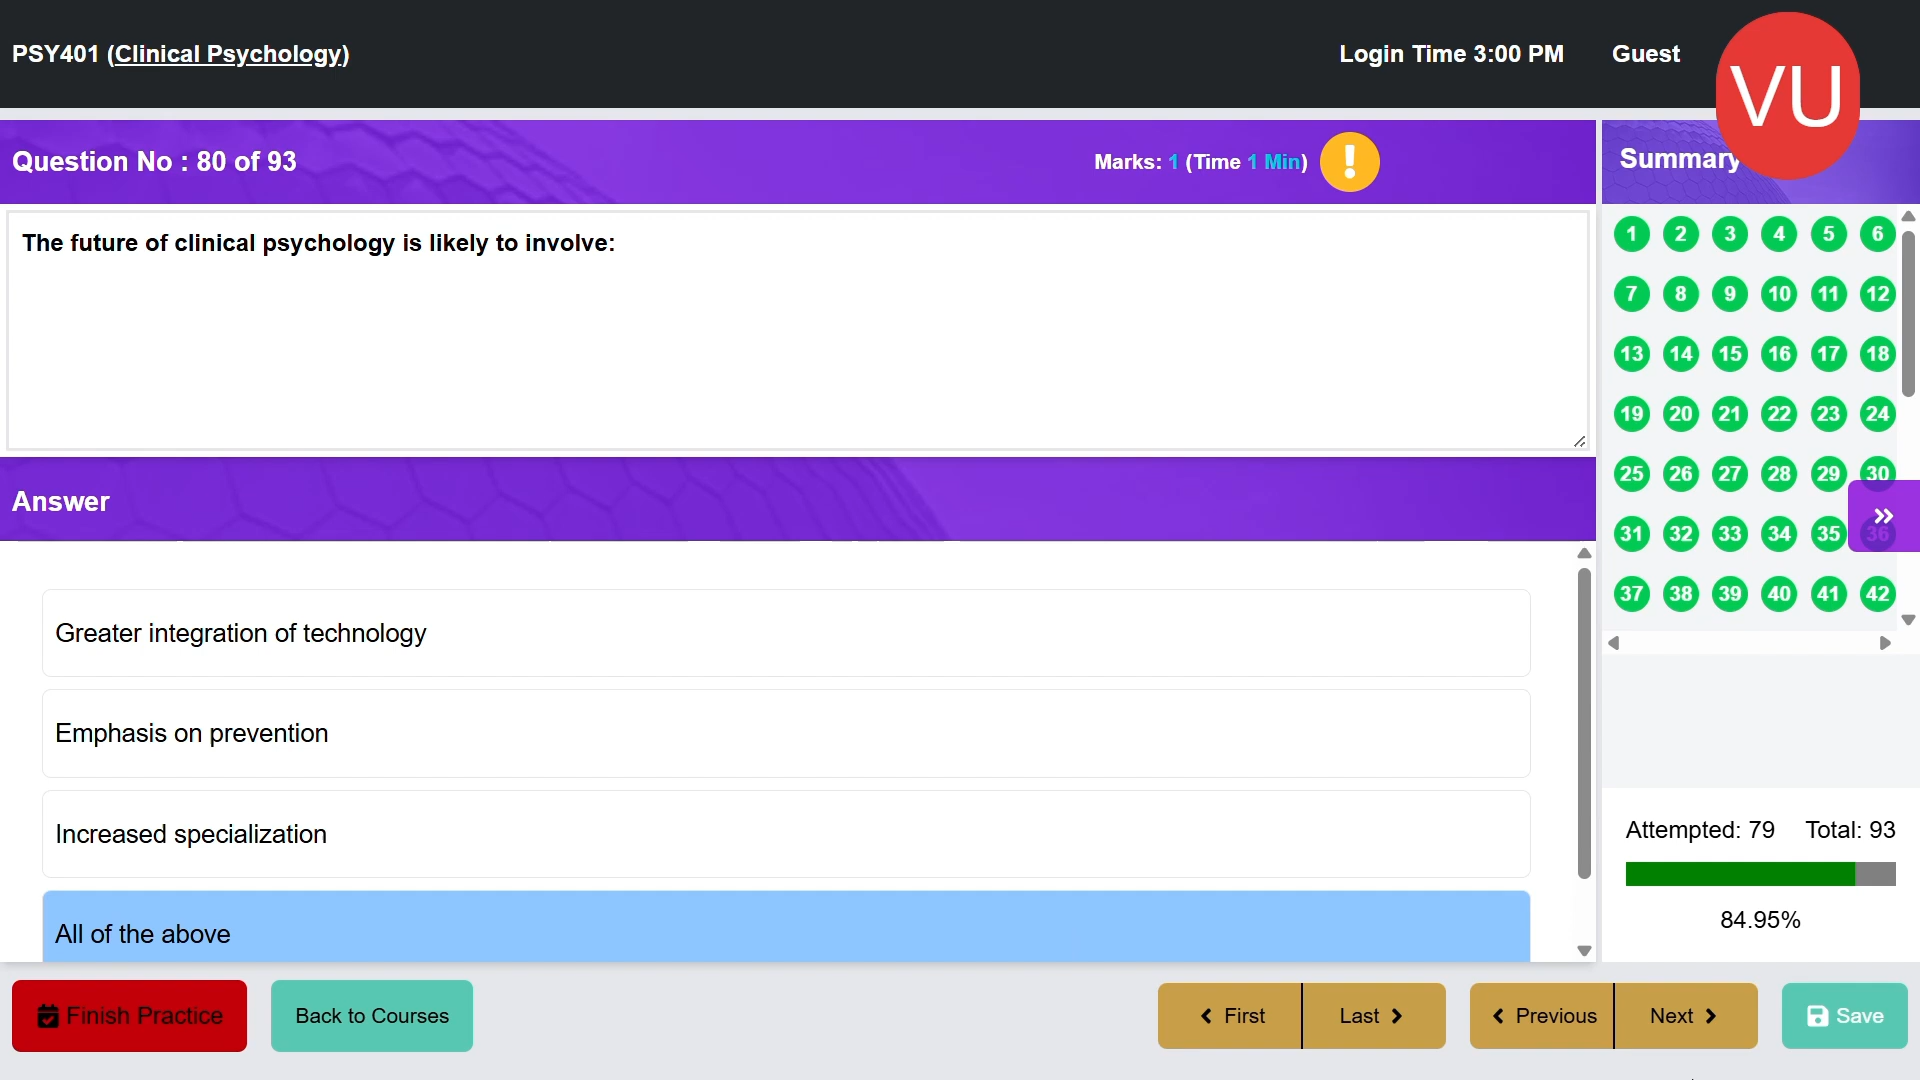 PSY401 (Clinical Psychology)
Login Time 3:00 PM
Guest
VU
Question No : 80 of 93
Marks: 1 (Time 1 Min)
Summary
The future of clinical psychology is likely to involve:
1 2 3 4 5 6
7 8 9 10 11 12
13 14 15 16 17 18
19 20 21 22 23 24
25 26 27 28 29 30
31 32 33 34 35 36
37 38 39 40 41 42
Answer
Greater integration of technology
Emphasis on prevention
Increased specialization
All of the above
Attempted: 79 Total: 93
84.95%
Finish Practice
Back to Courses
First
Last
Previous
Next
Save